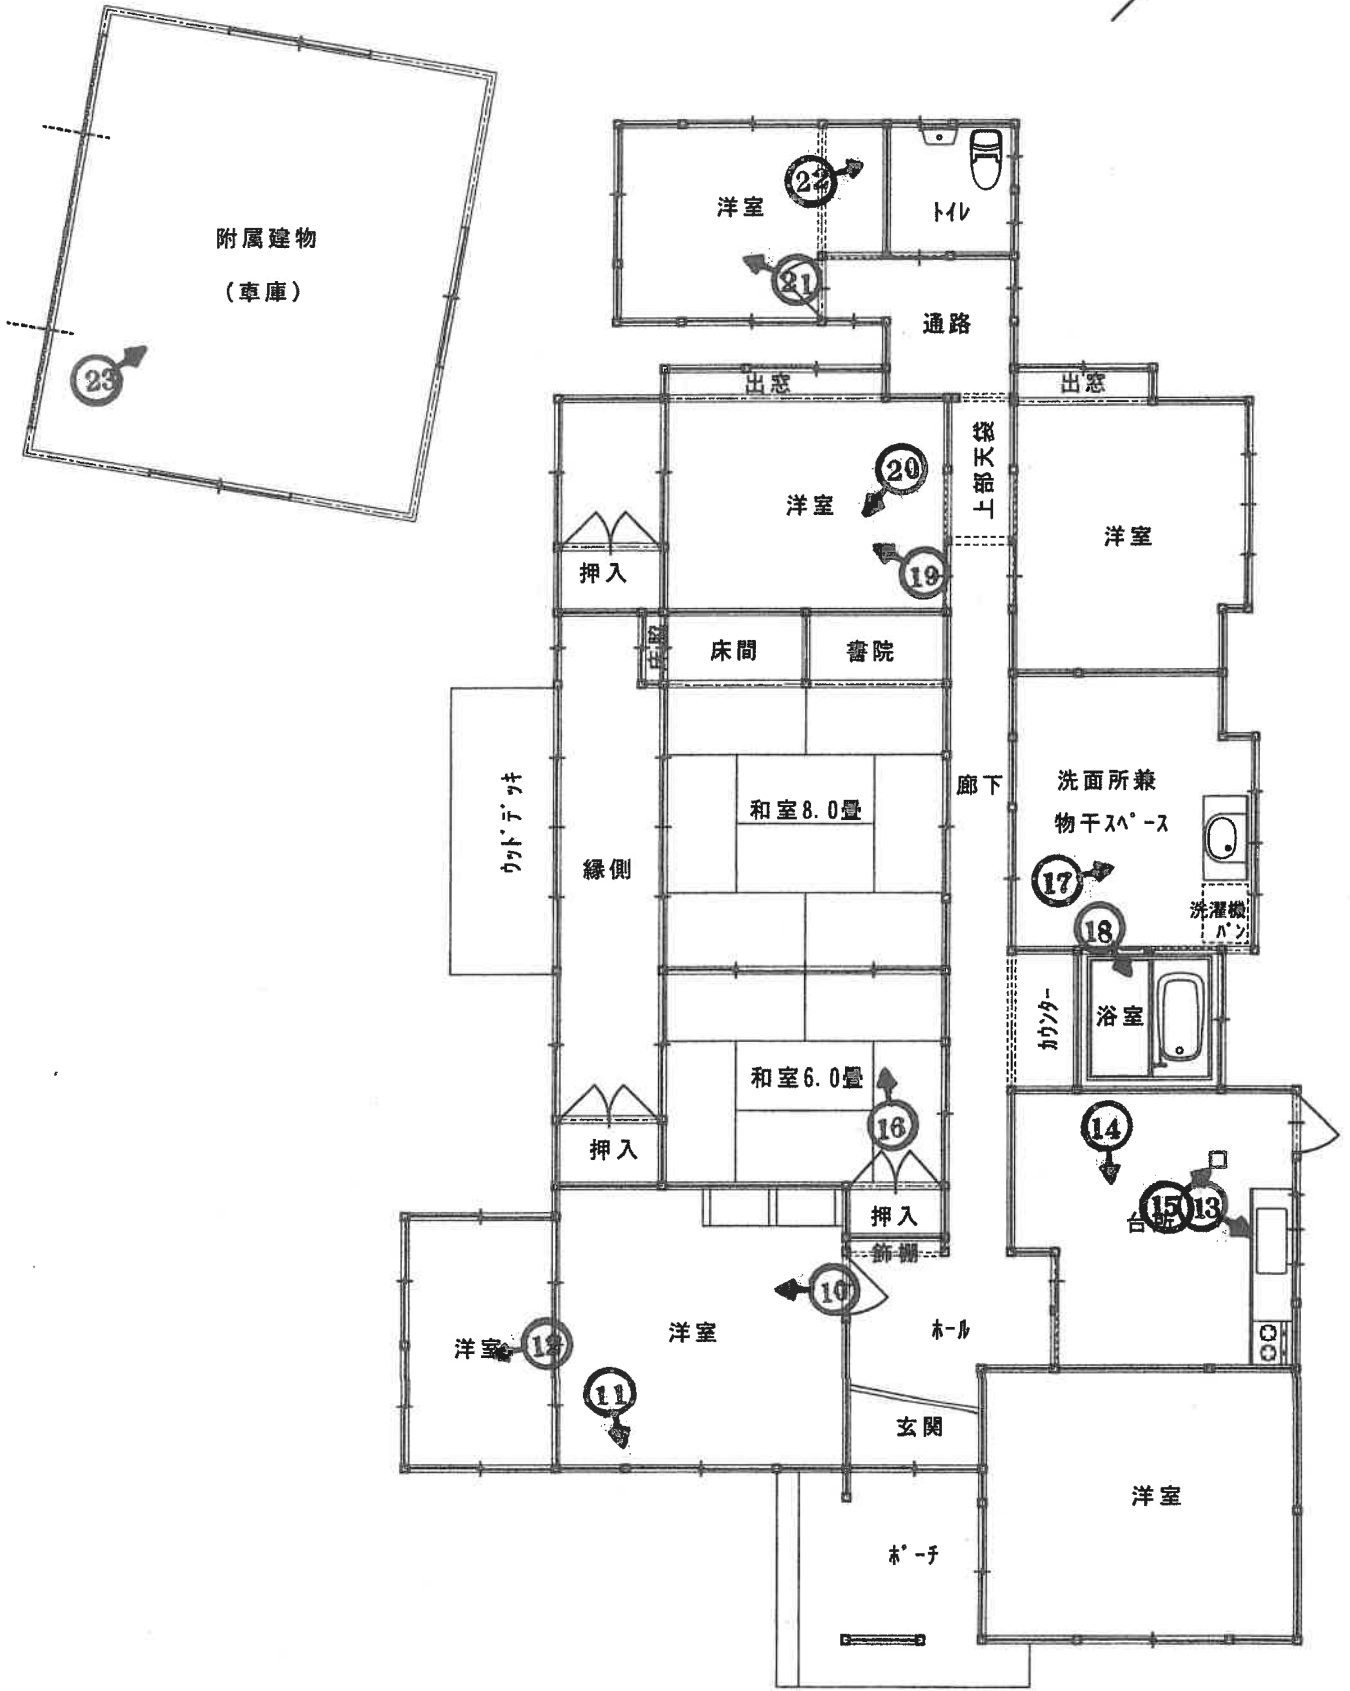 附属建物
(車庫)
23
洋室
22
トイレ
21
通路
出窓
出窓
上部天袋
20
洋室
洋室
19
押入
床脇
床間
書院
ウッドデッキ
縁側
和室8.0畳
廊下
洗面所兼
物干スペース
17
洗濯機
パン
18
カウンター
浴室
和室6.0畳
16
14
押入
15
13
台所
押入
飾棚
10
洋室
ホール
洋室
12
11
玄関
洋室
ポーチ